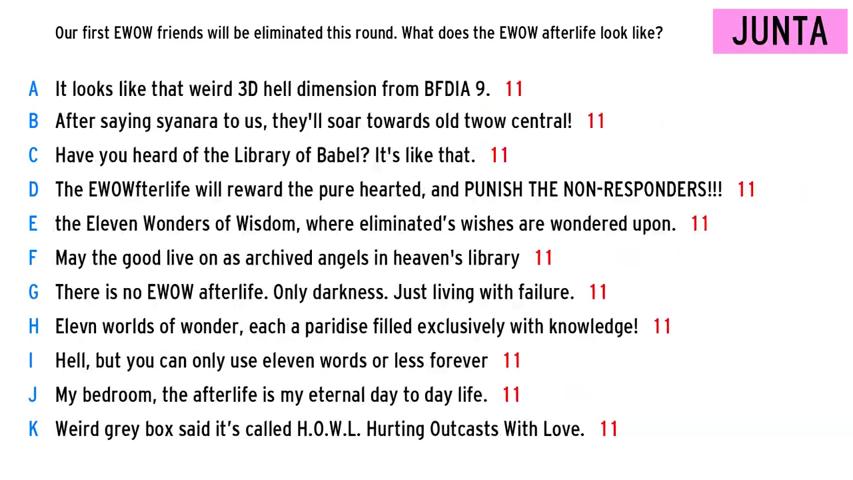 Our first EWOW friends will be eliminated this round. What does the EWOW afterlife look like?
JUNTA
A It looks like that weird 3D hell dimension from BFDIA 9. 11
B After saying syanara to us, they'll soar towards old twow central! 11
C Have you heard of the Library of Babel? It's like that. 11
D The EWOWfterlife will reward the pure hearted, and PUNISH THE NON-RESPONDERS!!! 11
E the Eleven Wonders of Wisdom, where eliminated’s wishes are wondered upon. 11
F May the good live on as archived angels in heaven's library 11
G There is no EWOW afterlife. Only darkness. Just living with failure. 11
H Elevn worlds of wonder, each a paridise filled exclusively with knowledge! 11
I Hell, but you can only use eleven words or less forever 11
J My bedroom, the afterlife is my eternal day to day life. 11
K Weird grey box said it’s called H.O.W.L. Hurting Outcasts With Love. 11